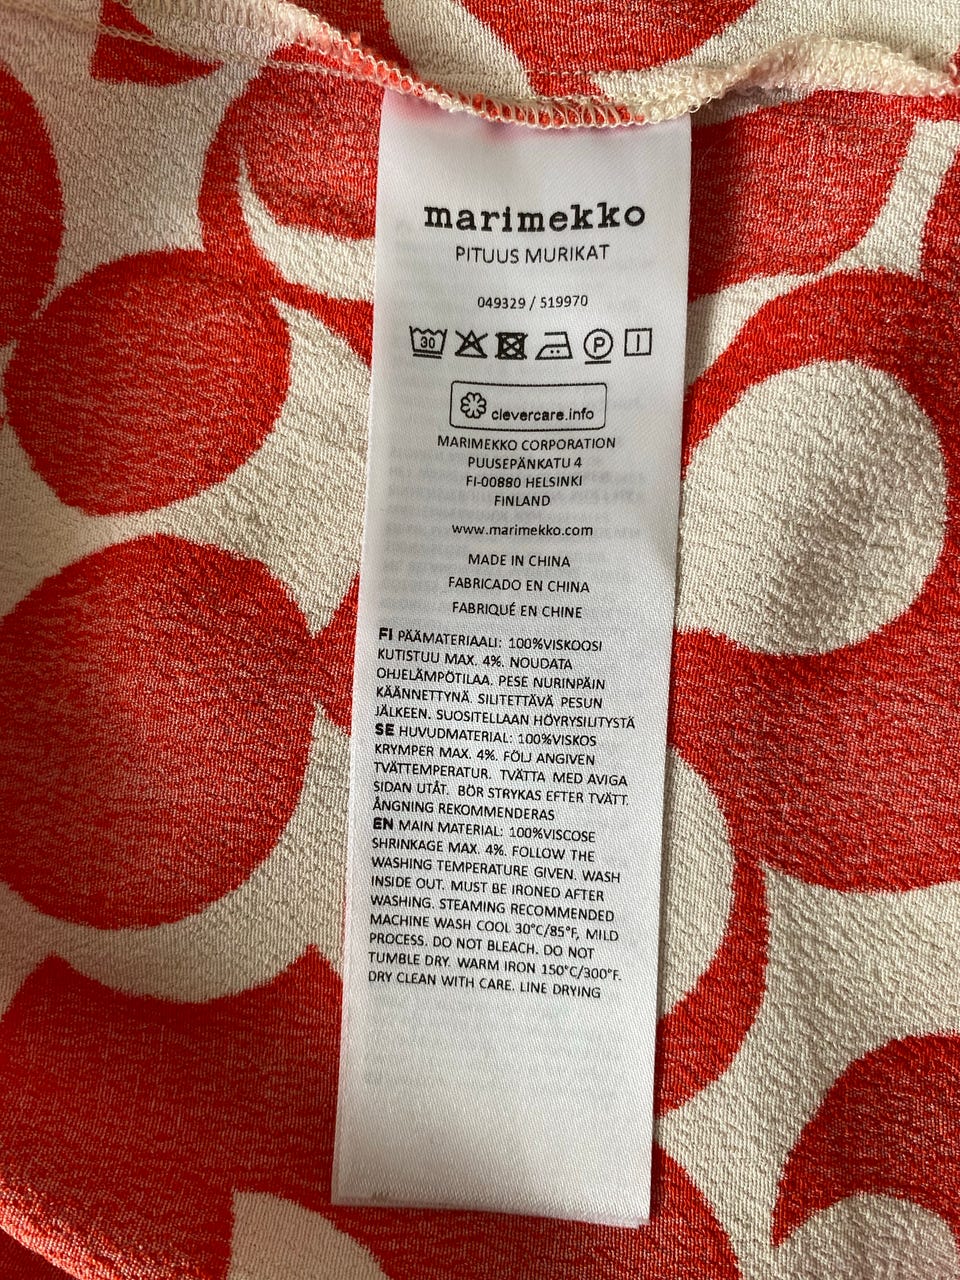 marimekko
PITUUS MURIKAT
049329 / 519970
30 P
clevercare.info
MARIMEKKO CORPORATION
PUUSEPÄNKATU 4
FI-00880 HELSINKI
FINLAND
www.marimekko.com
MADE IN CHINA
FABRICADO EN CHINA
FABRIQUÉ EN CHINE
FI PÄÄMATERIAALI: 100%VISKOOSI
KUTISTUU MAX. 4%. NOUDATA
OHJELÄMPÖTILAA. PESE NURINPÄIN
KÄÄNNETTYNÄ. SILITETTÄVÄ PESUN
JÄLKEEN. SUOSITELLAAN HÖYRYSILITYSTÄ
SE HUVUDMATERIAL: 100%VISKOS
KRYMPER MAX. 4%. FÖLJ ANGIVEN
TVÄTTEMPERATUR. TVÄTTA MED AVIGA
SIDAN UTÅT. BÖR STRYKAS EFTER TVÄTT.
ÅNGNING REKOMMENDERAS
EN MAIN MATERIAL: 100%VISCOSE
SHRINKAGE MAX. 4%. FOLLOW THE
WASHING TEMPERATURE GIVEN. WASH
INSIDE OUT. MUST BE IRONED AFTER
WASHING. STEAMING RECOMMENDED
MACHINE WASH COOL 30°C/85°F, MILD
PROCESS. DO NOT BLEACH. DO NOT
TUMBLE DRY. WARM IRON 150°C/300°F.
DRY CLEAN WITH CARE. LINE DRYING